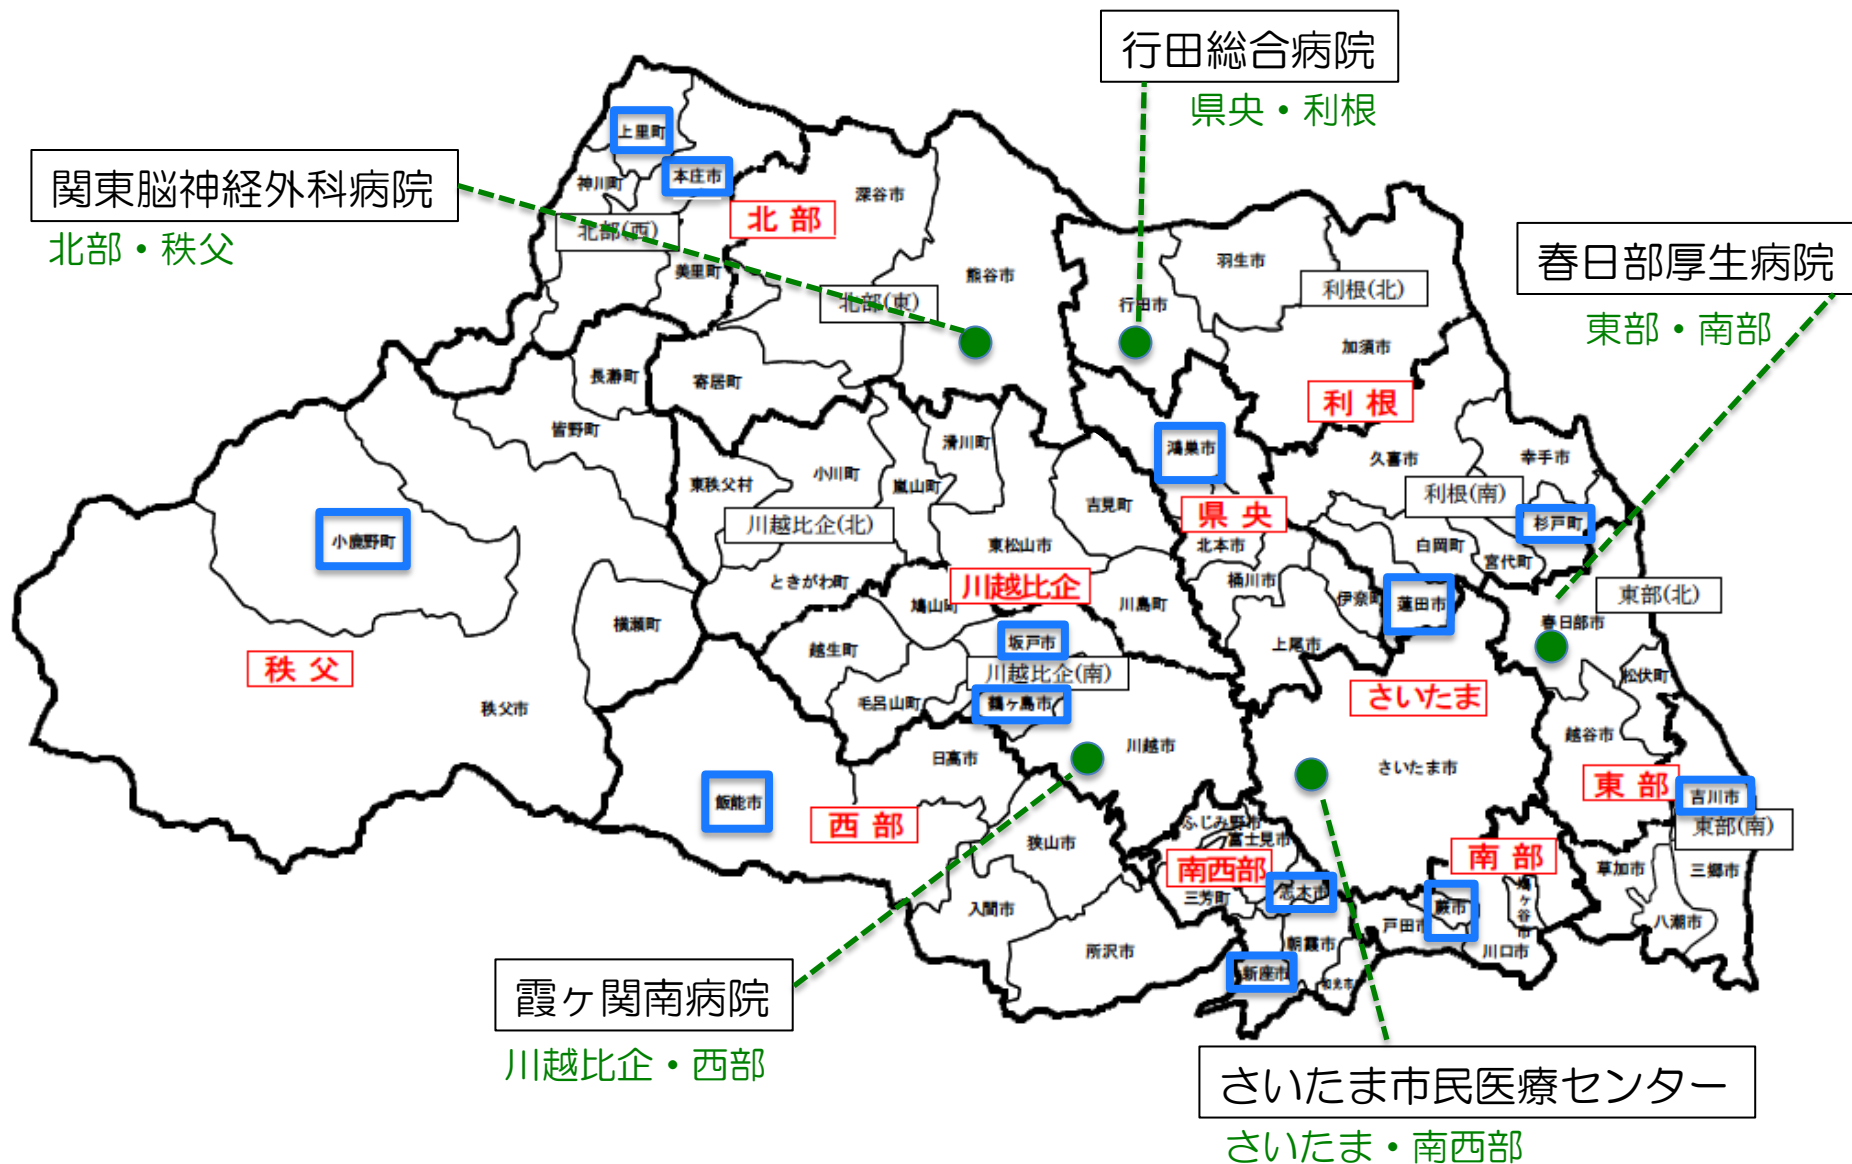 行田総合病院
県央・利根
上里町
関東脳神経外科病院
北部・秩父
神川町
本庄市
深谷市
北部
北部(西)
美里町
熊谷市
北部(東)
羽生市
利根(北)
行田市
春日部厚生病院
東部・南部
加須市
長瀞町
寄居町
利根
皆野町
滑川町
鴻巣市
久喜市
幸手市
東秩父村
小川町
嵐山町
吉見町
利根(南)
川越比企(北)
県央
杉戸町
小鹿野町
東松山市
北本市
白岡町
宮代町
ときがわ町
川越比企
桶川市
鳩山町
川島町
伊奈町
蓮田市
東部(北)
横瀬町
春日部市
越生町
坂戸市
上尾市
秩父
川越比企(南)
松伏町
さいたま
秩父市
毛呂山町
鶴ヶ島市
越谷市
日高市
川越市
さいたま市
東部
飯能市
吉川市
西部
ふじみ野市
富士見市
東部(南)
狭山市
南部
南西部
草加市
三郷市
三芳町
志木市
鳩ヶ谷市
入間市
蕨市
戸田市
八潮市
所沢市
朝霞市
川口市
新座市
和光市
霞ヶ関南病院
川越比企・西部
さいたま市民医療センター
さいたま・南西部